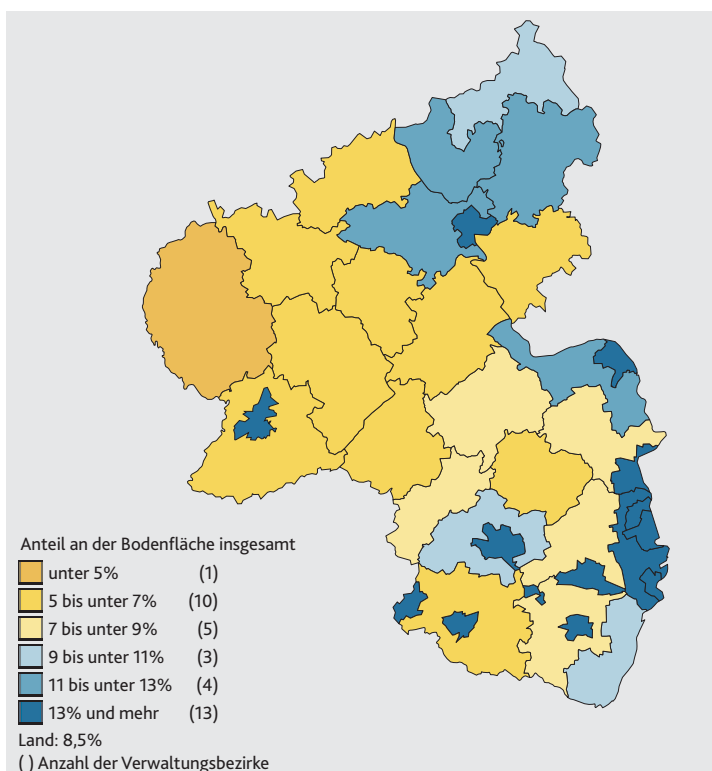 Anteil an der Bodenfläche insgesamt
unter 5% (1)
5 bis unter 7% (10)
7 bis unter 9% (5)
9 bis unter 11% (3)
11 bis unter 13% (4)
13% und mehr (13)
Land: 8,5%
( ) Anzahl der Verwaltungsbezirke